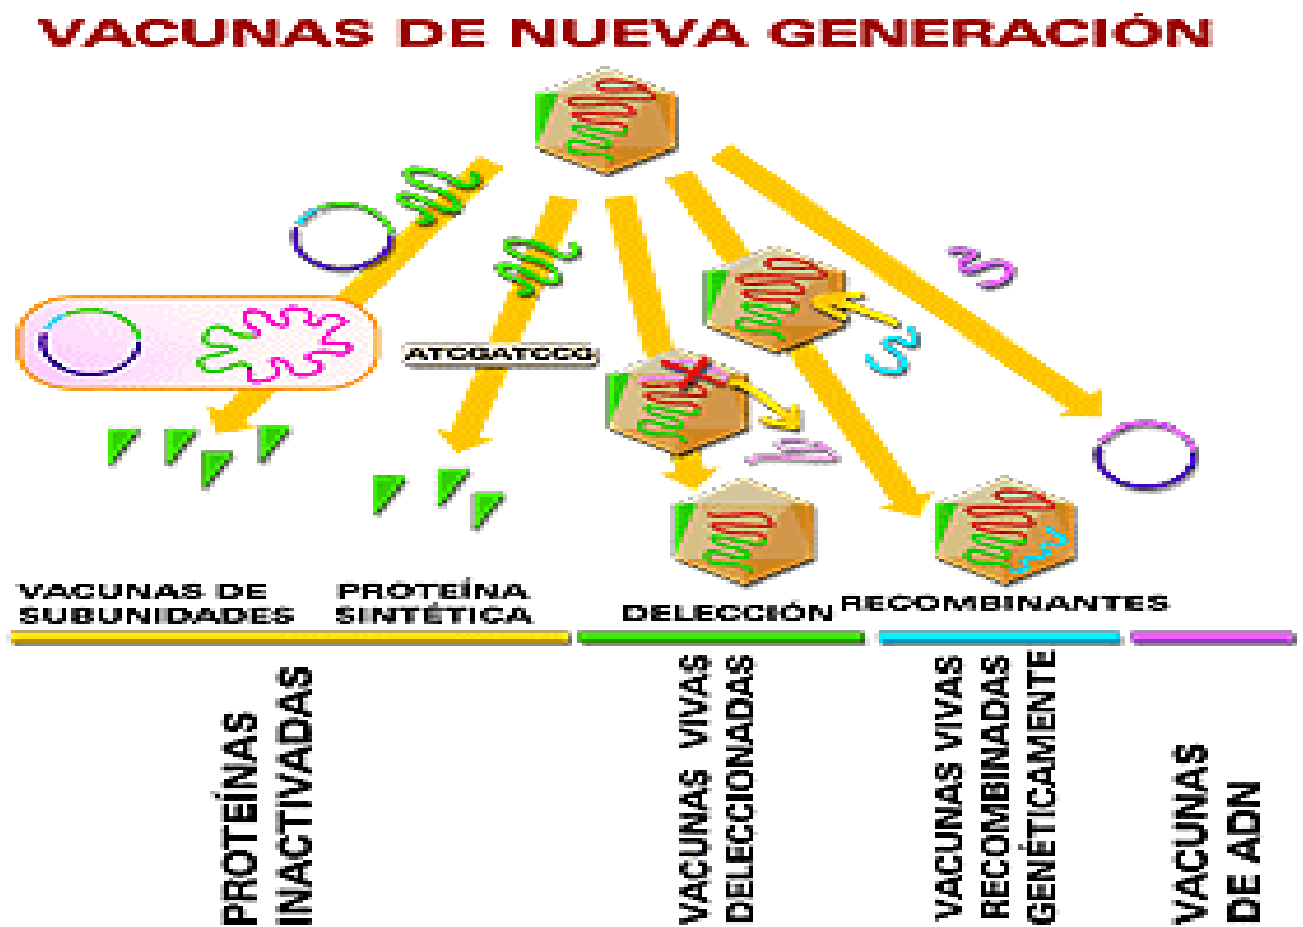 VACUNAS DE NUEVA GENERACIÓN
ATCGATCCG
VACUNAS DE
SUBUNIDADES
PROTEÍNA
SINTÉTICA
DELECCIÓN
RECOMBINANTES
PROTEÍNAS
INACTIVADAS
VACUNAS VIVAS
DELECCIONADAS
VACUNAS VIVAS
RECOMBINADAS
GENÉTICAMENTE
VACUNAS
DE ADN